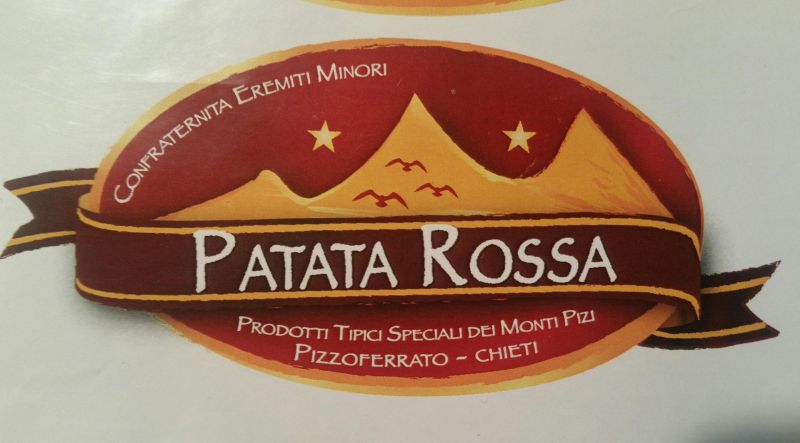 Confraternita Eremiti Minori
Patata Rossa
Prodotti Tipici Speciali dei Monti Pizi
Pizzoferrato ~ Chieti